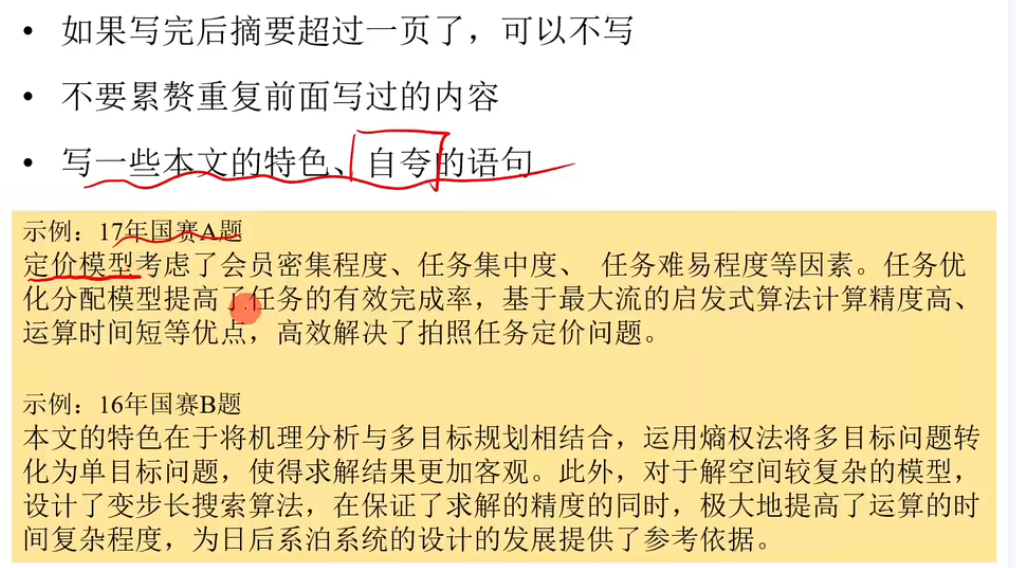 • 如果写完后摘要超过一页了，可以不写
• 不要累赘重复前面写过的内容
• 写一些本文的特色、自夸的语句
示例：17年国赛A题
定价模型考虑了会员密集程度、任务集中度、 任务难易程度等因素。任务优
化分配模型提高了任务的有效完成率，基于最大流的启发式算法计算精度高、
运算时间短等优点，高效解决了拍照任务定价问题。
示例：16年国赛B题
本文的特色在于将机理分析与多目标规划相结合，运用熵权法将多目标问题转
化为单目标问题，使得求解结果更加客观。此外，对于解空间较复杂的模型，
设计了变步长搜索算法，在保证了求解的精度的同时，极大地提高了运算的时
间复杂程度，为日后系泊系统的设计的发展提供了参考依据。